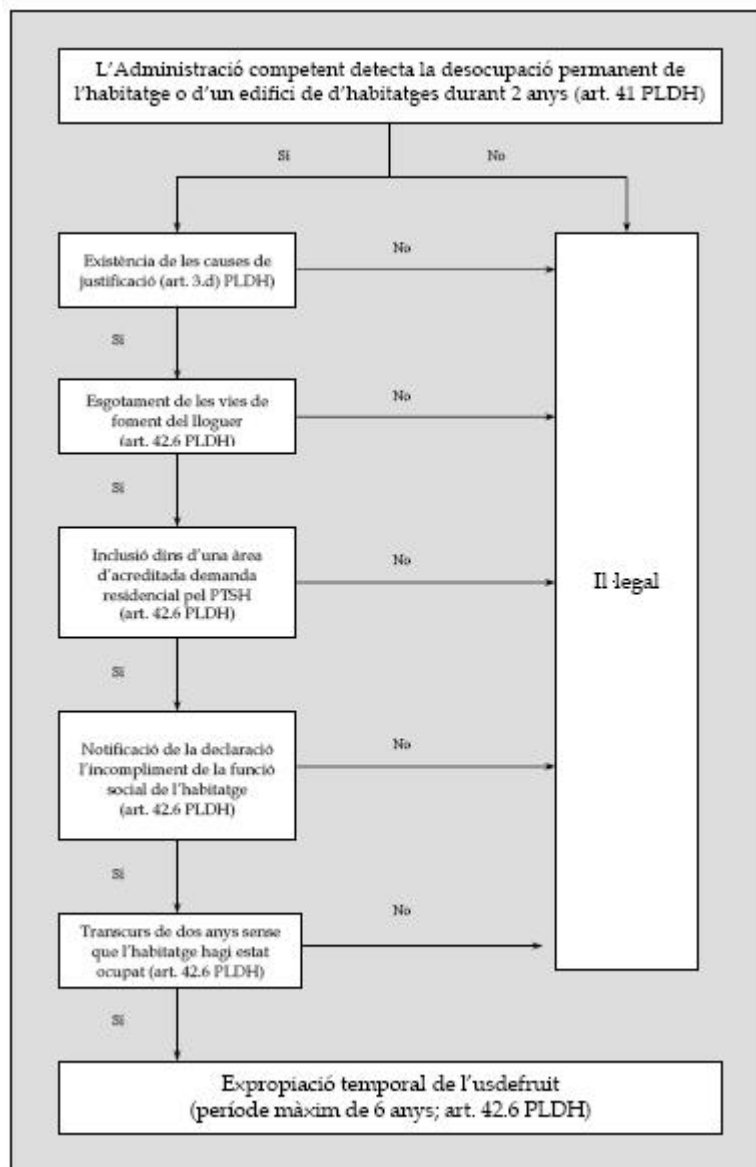 L'Administració competent detecta la desocupació permanent de
l'habitatge o d'un edifici de d'habitatges durant 2 anys (art. 41 PLDH)
Si
No
Existència de les causes de
justificació (art. 3.d) PLDH)
No
Si
Esgotament de les vies de
foment del lloguer
(art. 42.6 PLDH)
No
Si
Inclusió dins d'una àrea
d'acreditada demanda
residencial pel PTSH
(art. 42.6 PLDH)
No
Il·legal
Si
Notificació de la declaració
l'incompliment de la funció
social de l'habitatge
(art. 42.6 PLDH)
No
Si
Transcurs de dos anys sense
que l'habitatge hagi estat
ocupat (art. 42.6 PLDH)
No
Si
Expropiació temporal de l'usdefruit
(període màxim de 6 anys; art. 42.6 PLDH)